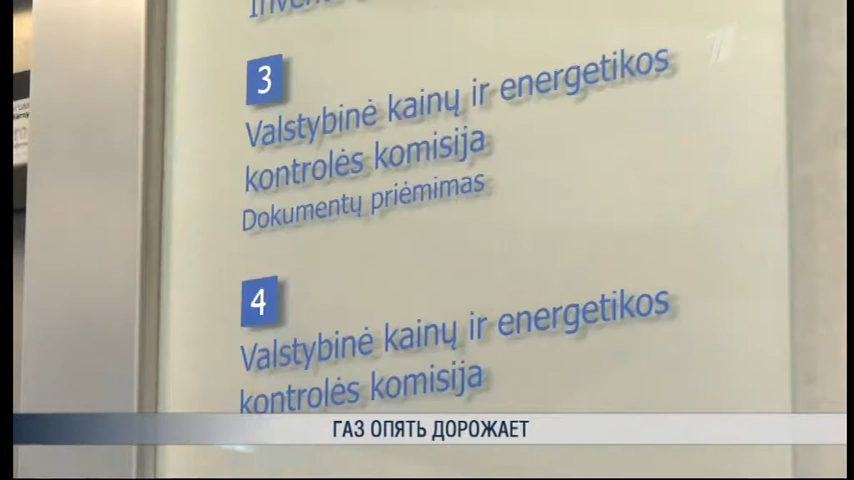 3
Valstybinė kainų ir energetikos
kontrolės komisija
Dokumentų priėmimas
4
Valstybinė kainų ir energetikos
kontrolės komisija
ГАЗ ОПЯТЬ ДОРОЖАЕТ